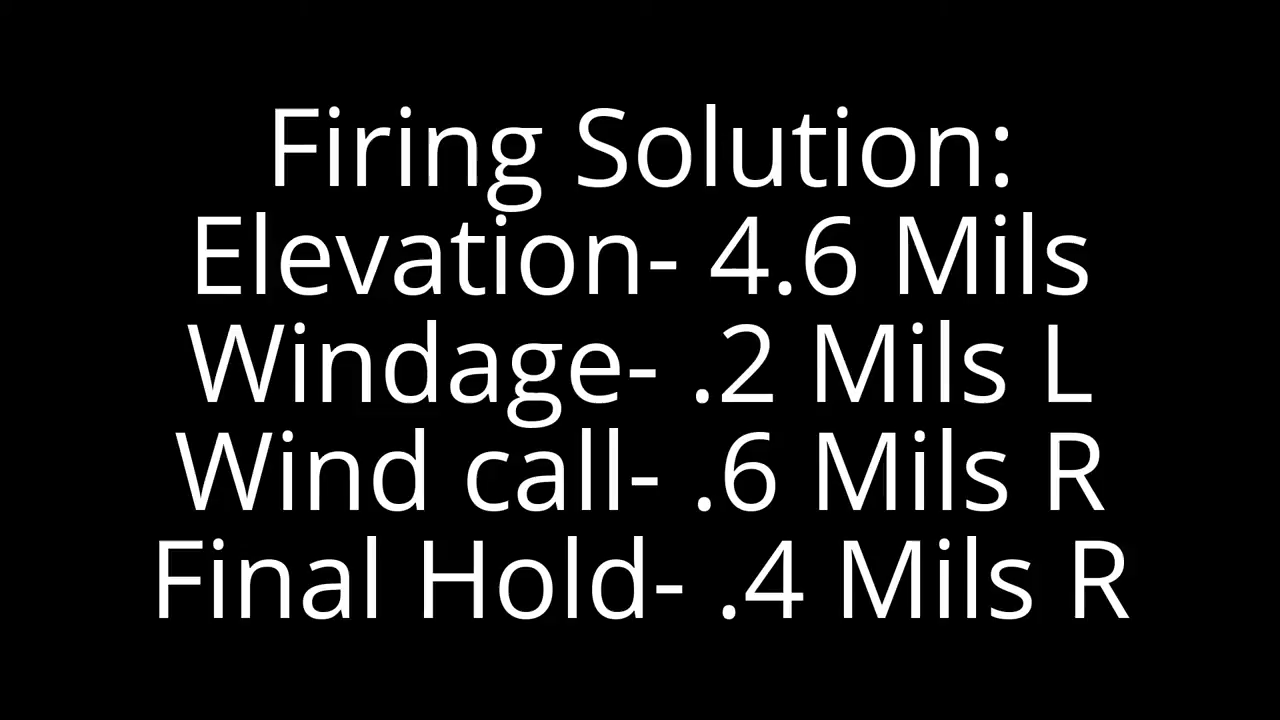 Firing Solution:
Elevation- 4.6 Mils
Windage- .2 Mils L
Wind call- .6 Mils R
Final Hold- .4 Mils R